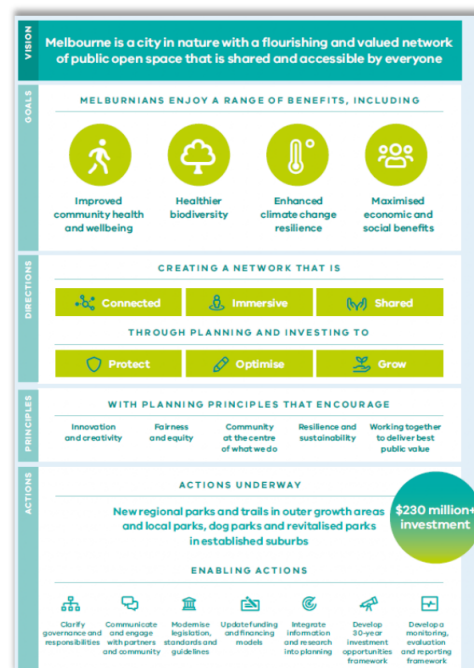 VISION
Melbourne is a city in nature with a flourishing and valued network
of public open space that is shared and accessible by everyone
GOALS
MELBURNIANS ENJOY A RANGE OF BENEFITS, INCLUDING
Improved
community health
and wellbeing
Healthier
biodiversity
Enhanced
climate change
resilience
Maximised
economic and
social benefits
DIRECTIONS
CREATING A NETWORK THAT IS
Connected
Immersive
Shared
THROUGH PLANNING AND INVESTING TO
Protect
Optimise
Grow
PRINCIPLES
WITH PLANNING PRINCIPLES THAT ENCOURAGE
Innovation
and creativity
Fairness
and equity
Community
at the centre
of what we do
Resilience and
sustainability
Working together
to deliver best
public value
ACTIONS
ACTIONS UNDERWAY
New regional parks and trails in outer growth areas
and local parks, dog parks and revitalised parks
in established suburbs
$230 million+
investment
ENABLING ACTIONS
Clarify
governance and
responsibilities
Communicate
and engage
with partners
and community
Modernise
legislation,
standards and
guidelines
Update funding
and financing
models
Integrate
information
and research
into planning
Develop
30-year
investment
opportunities
framework
Develop a
monitoring,
evaluation
and reporting
framework